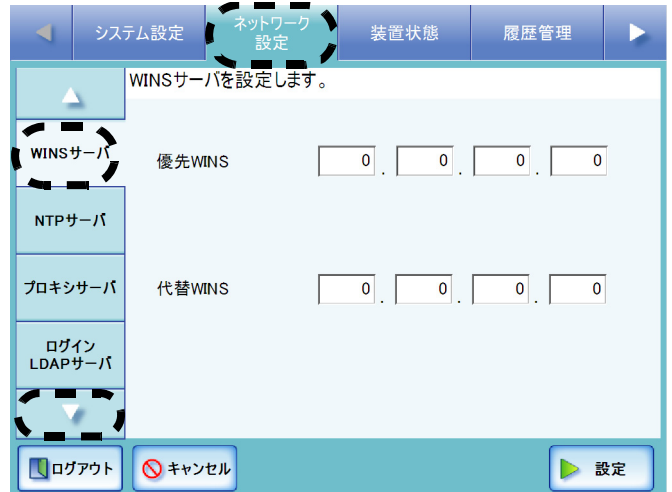 システム設定
ネットワーク
設定
装置状態
履歴管理
WINSサーバを設定します。
WINSサーバ
優先WINS
0 . 0 . 0 . 0
NTPサーバ
プロキシサーバ
代替WINS
0 . 0 . 0 . 0
ログイン
LDAPサーバ
ログアウト
キャンセル
設定